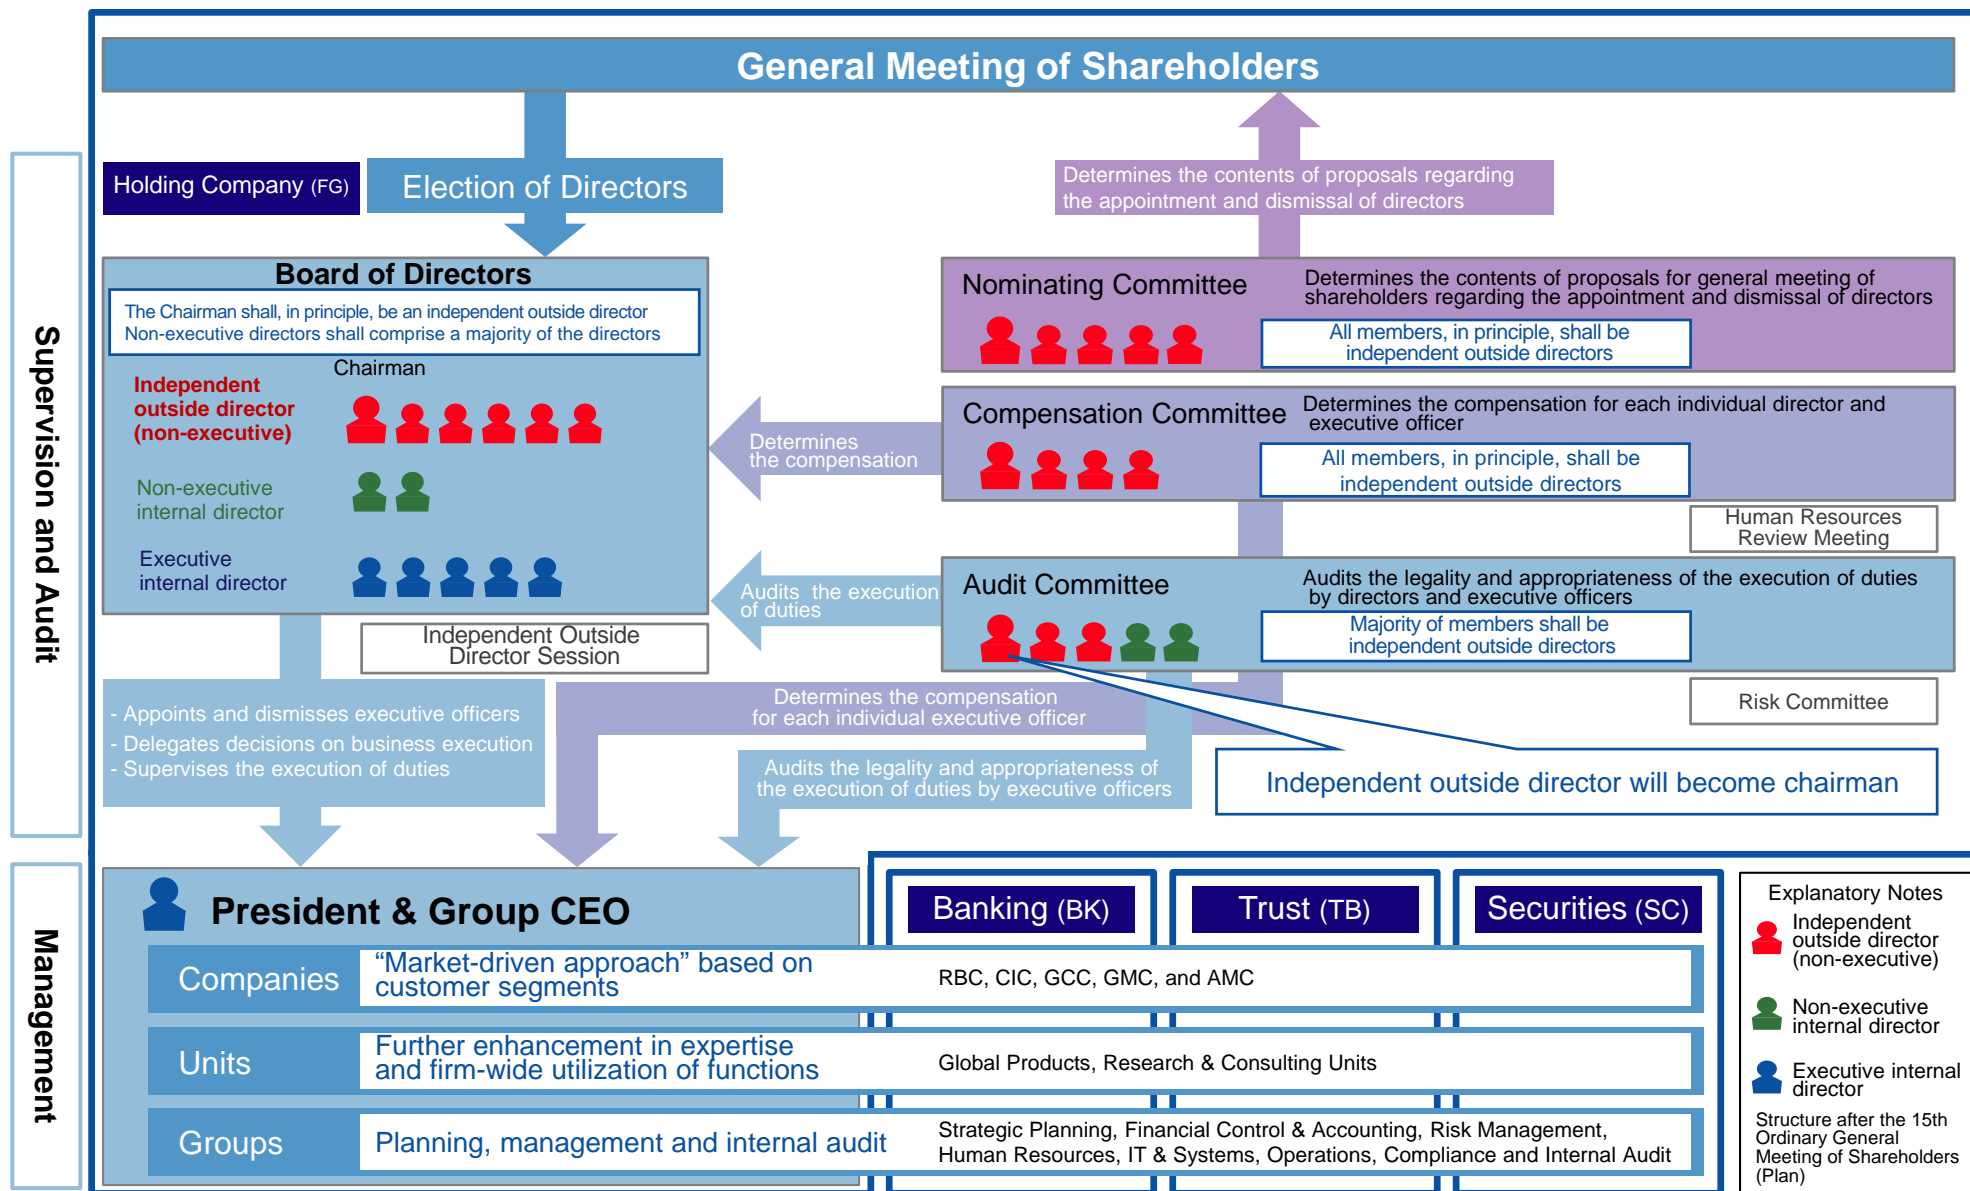 General Meeting of Shareholders
Supervision and Audit
Holding Company (FG)
Election of Directors
Determines the contents of proposals regarding
the appointment and dismissal of directors
Board of Directors
The Chairman shall, in principle, be an independent outside director
Non-executive directors shall comprise a majority of the directors
Chairman
Independent
outside director
(non-executive)
Non-executive
internal director
Executive
internal director
Nominating Committee
Determines the contents of proposals for general meeting of
shareholders regarding the appointment and dismissal of directors
All members, in principle, shall be
independent outside directors
Determines
the compensation
Compensation Committee
Determines the compensation for each individual director and
executive officer
All members, in principle, shall be
independent outside directors
Human Resources
Review Meeting
Audits the execution
of duties
Audit Committee
Audits the legality and appropriateness of the execution of duties
by directors and executive officers
Majority of members shall be
independent outside directors
Risk Committee
Independent Outside
Director Session
- Appoints and dismisses executive officers
- Delegates decisions on business execution
- Supervises the execution of duties
Determines the compensation
for each individual executive officer
Audits the legality and appropriateness of
the execution of duties by executive officers
Independent outside director will become chairman
Management
President & Group CEO
Banking (BK)
Trust (TB)
Securities (SC)
Companies
“Market-driven approach” based on
customer segments
RBC, CIC, GCC, GMC, and AMC
Units
Further enhancement in expertise
and firm-wide utilization of functions
Global Products, Research & Consulting Units
Groups
Planning, management and internal audit
Strategic Planning, Financial Control & Accounting, Risk Management,
Human Resources, IT & Systems, Operations, Compliance and Internal Audit
Explanatory Notes
Independent
outside director
(non-executive)
Non-executive
internal director
Executive internal
director
Structure after the 15th
Ordinary General
Meeting of Shareholders
(Plan)